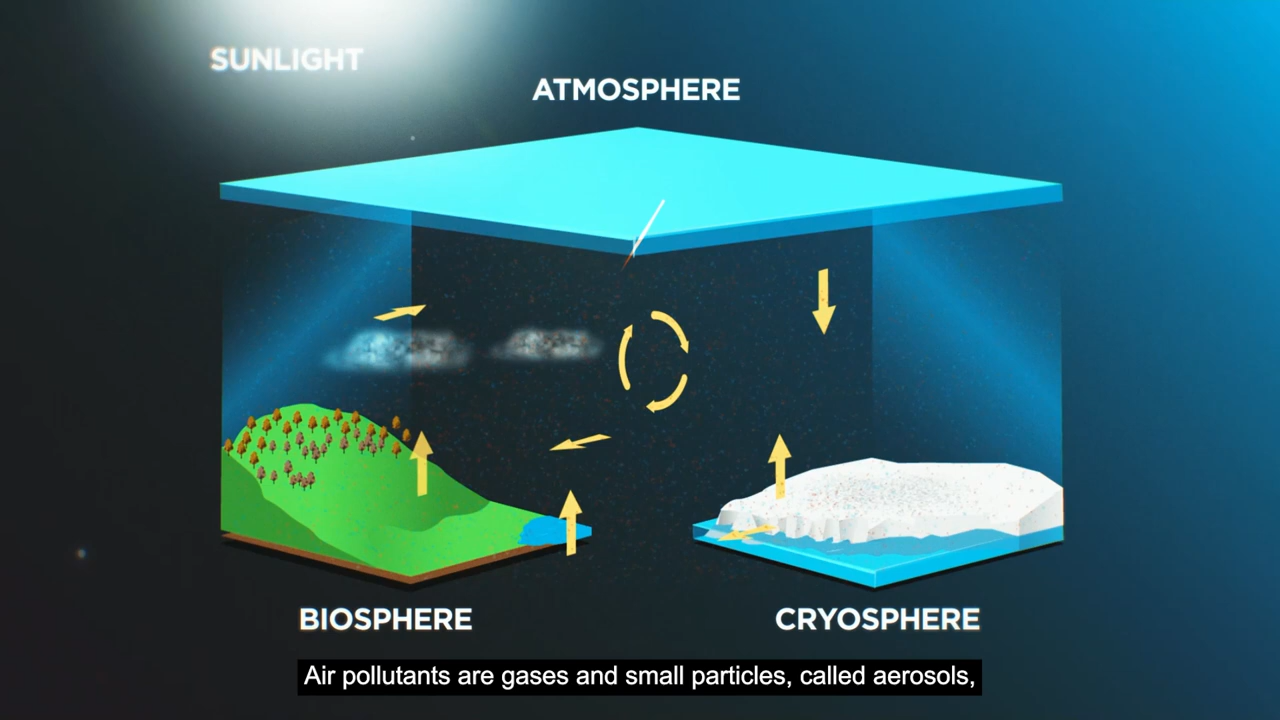 SUNLIGHT
ATMOSPHERE
BIOSPHERE
CRYOSPHERE
Air pollutants are gases and small particles, called aerosols,